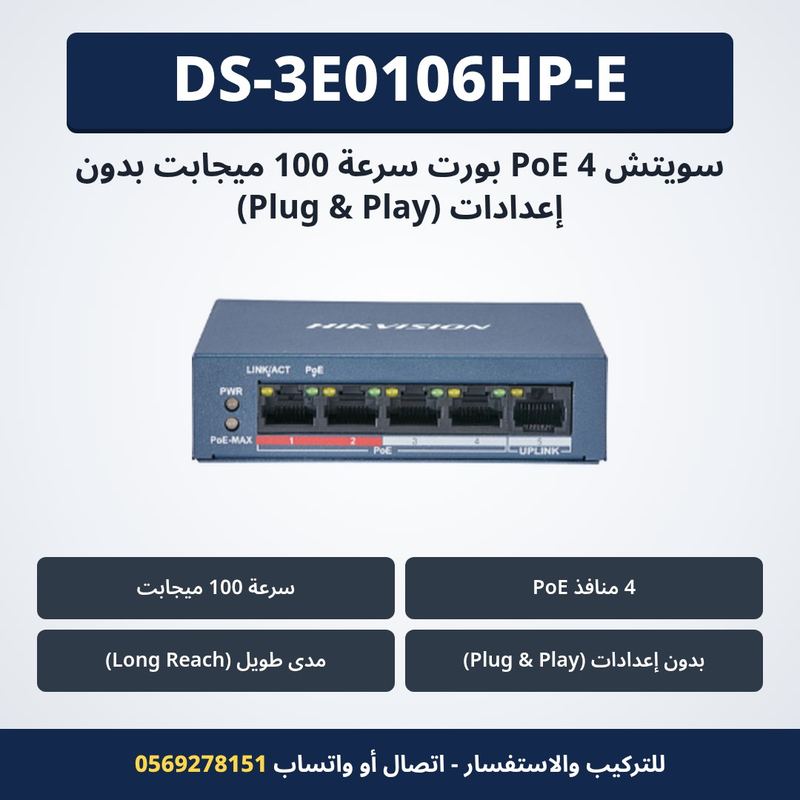 DS-3E0106HP-E
سويتش PoE 4 بورت سرعة 100 ميجابت بدون
إعدادات (Plug & Play)
HIKVISION
LINK/ACT PoE
PWR
PoE-MAX
1 2 3 4 5
PoE UPLINK
4 منافذ PoE
سرعة 100 ميجابت
بدون إعدادات (Plug & Play)
مدى طويل (Long Reach)
للتركيب والاستفسار - اتصال أو واتساب 0569278151